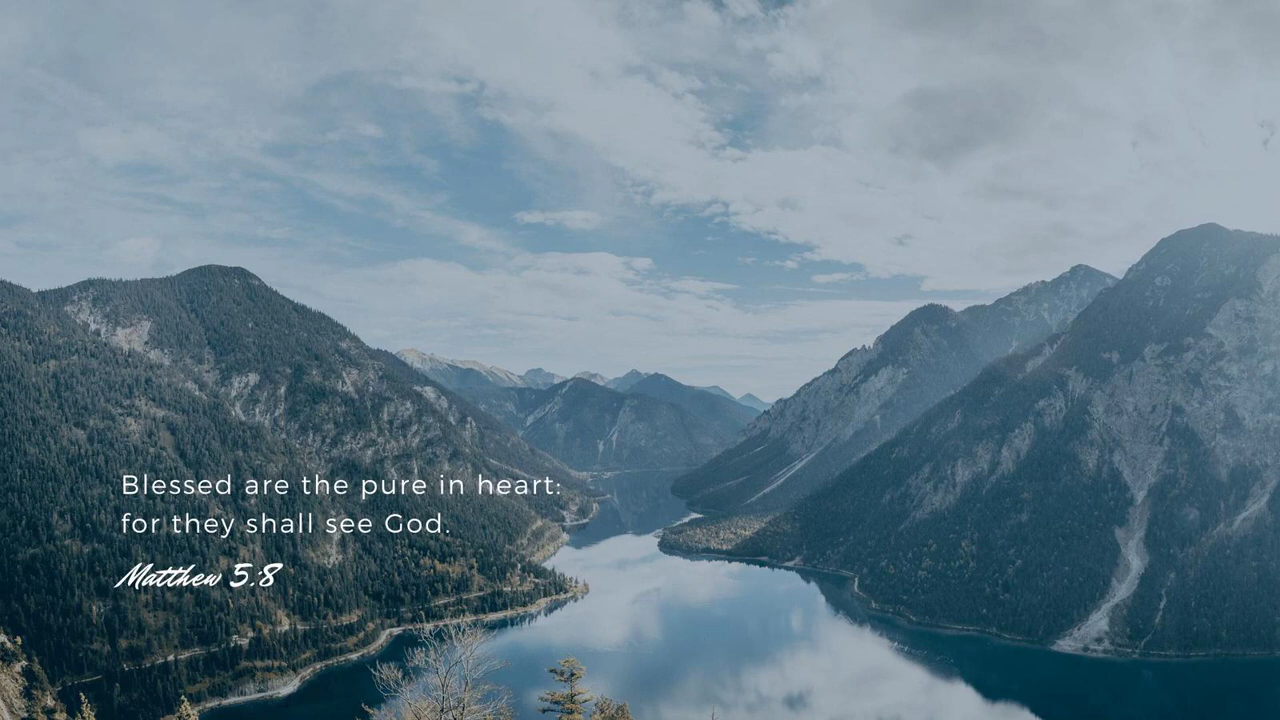 Blessed are the pure in heart:
for they shall see God.
Matthew 5:8